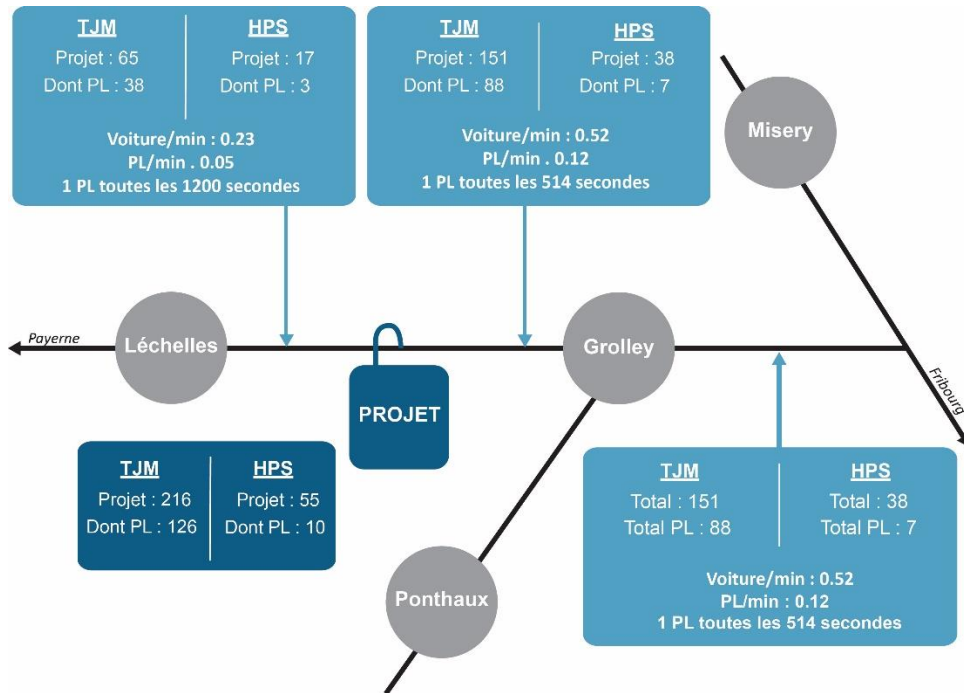 TJM
Projet : 65
Dont PL : 38
HPS
Projet : 17
Dont PL : 3
Voiture/min : 0.23
PL/min . 0.05
1 PL toutes les 1200 secondes
TJM
Projet : 151
Dont PL : 88
HPS
Projet : 38
Dont PL : 7
Voiture/min : 0.52
PL/min : 0.12
1 PL toutes les 514 secondes
Misery
Payerne
Léchelles
Grolley
Fribourg
PROJET
TJM
Projet : 216
Dont PL : 126
HPS
Projet : 55
Dont PL : 10
Ponthaux
TJM
Total : 151
Total PL : 88
HPS
Total : 38
Total PL : 7
Voiture/min : 0.52
PL/min : 0.12
1 PL toutes les 514 secondes